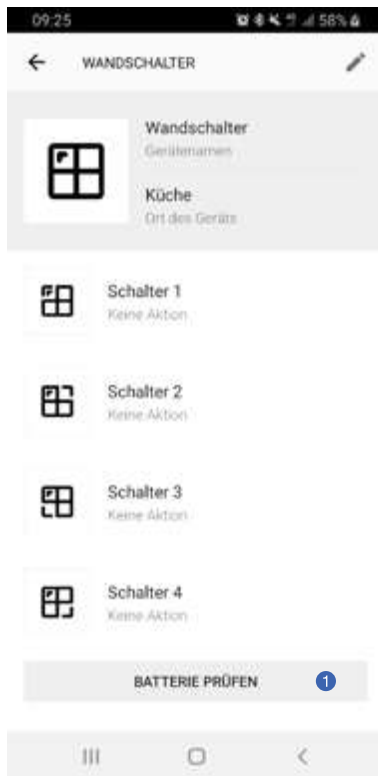 09:25 58%
WANDSCHALTER
Wandschalter
Gerätenamen
Küche
Ort des Geräts
Schalter 1
Keine Aktion
Schalter 2
Keine Aktion
Schalter 3
Keine Aktion
Schalter 4
Keine Aktion
BATTERIE PRÜFEN 1